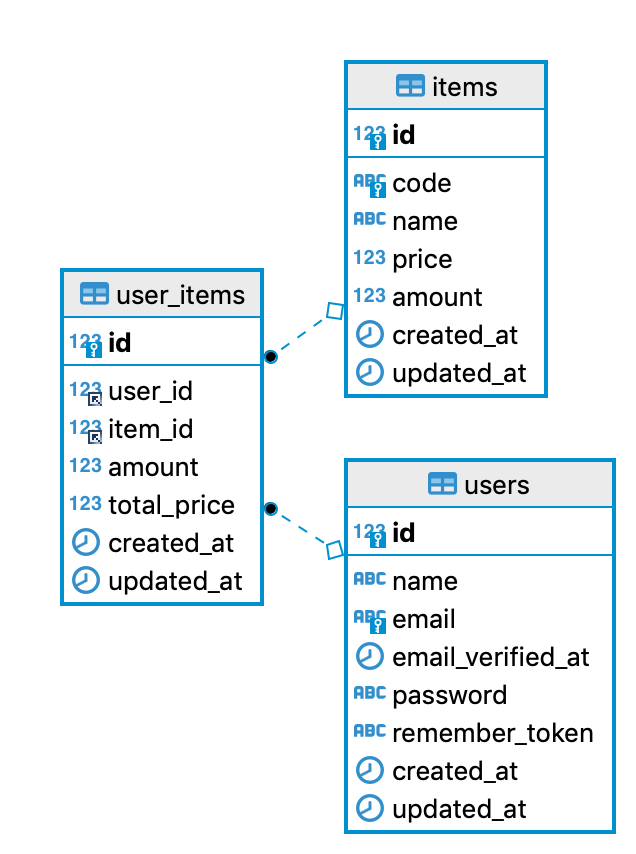 items
123 id
ABC code
ABC name
123 price
123 amount
created_at
updated_at
user_items
123 id
123 user_id
123 item_id
123 amount
123 total_price
created_at
updated_at
users
123 id
ABC name
ABC email
email_verified_at
ABC password
ABC remember_token
created_at
updated_at